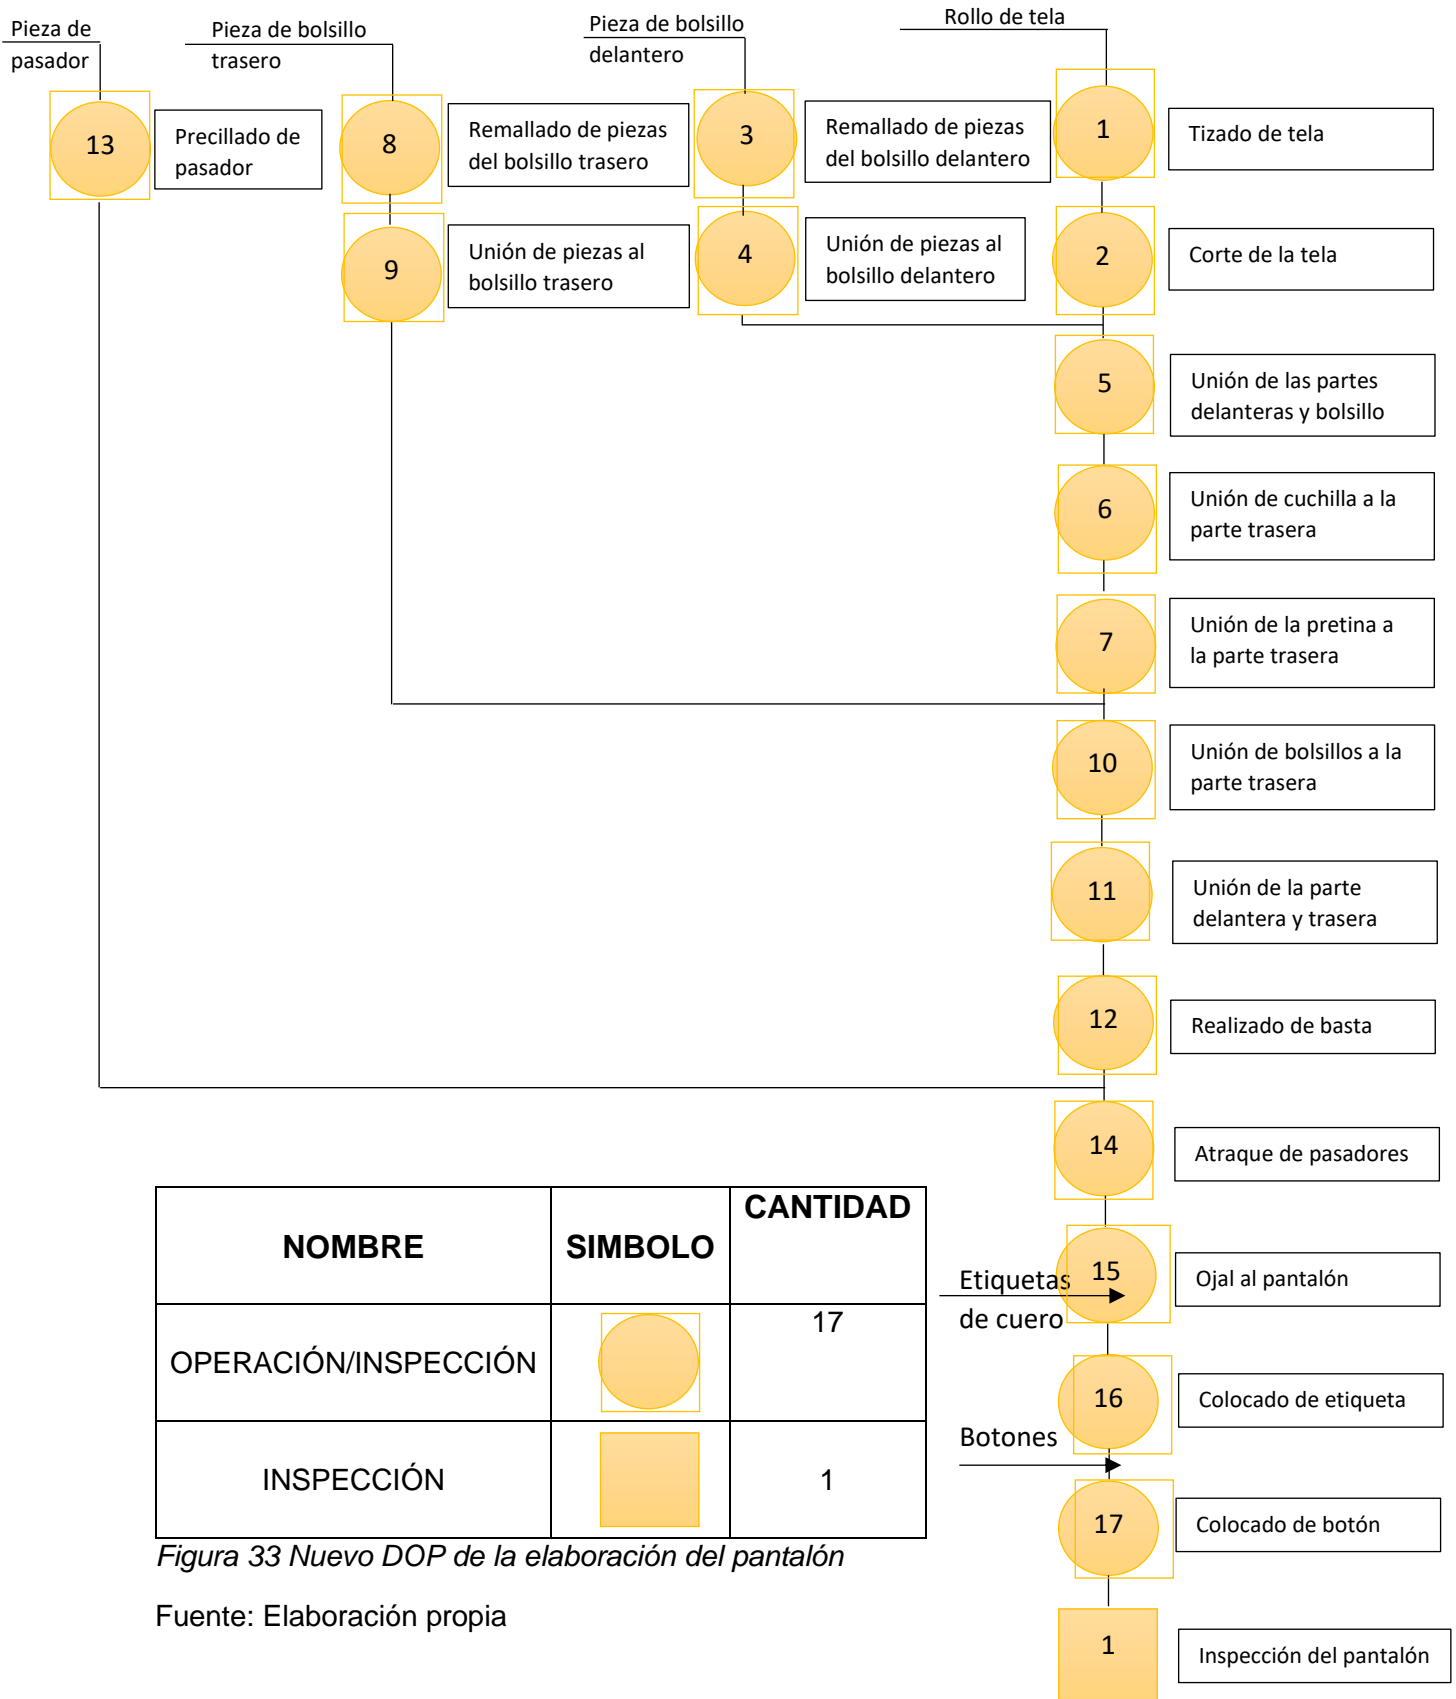 Pieza de
pasador
Pieza de bolsillo
trasero
Pieza de bolsillo
delantero
Rollo de tela
13
Precillado de
pasador
8
Remallado de piezas
del bolsillo trasero
3
Remallado de piezas
del bolsillo delantero
1
Tizado de tela
9
Unión de piezas al
bolsillo trasero
4
Unión de piezas al
bolsillo delantero
2
Corte de la tela
5
Unión de las partes
delanteras y bolsillo
6
Unión de cuchilla a la
parte trasera
7
Unión de la pretina a
la parte trasera
10
Unión de bolsillos a la
parte trasera
11
Unión de la parte
delantera y trasera
12
Realizado de basta
14
Atraque de pasadores
Etiquetas
de cuero
15
Ojal al pantalón
16
Colocado de etiqueta
Botones
17
Colocado de botón
1
Inspección del pantalón
NOMBRE SIMBOLO CANTIDAD
OPERACIÓN/INSPECCIÓN 17
INSPECCIÓN 1
Figura 33 Nuevo DOP de la elaboración del pantalón
Fuente: Elaboración propia